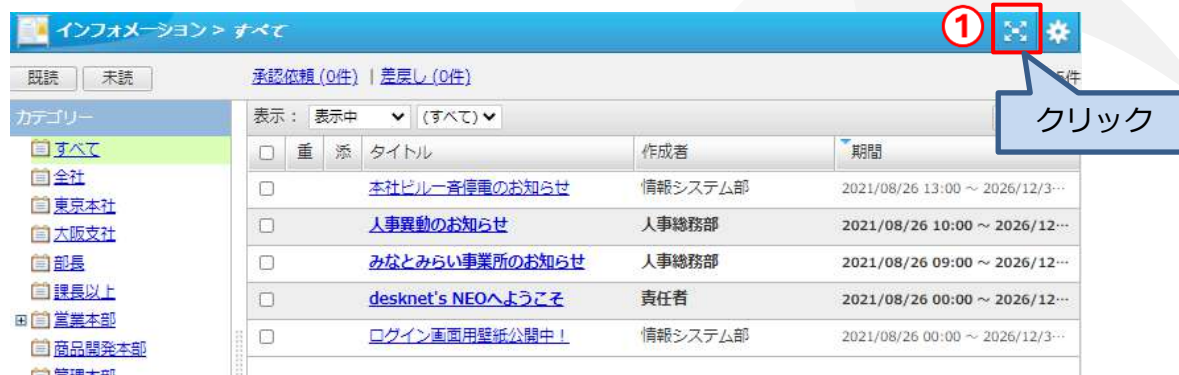 インフォメーション > すべて
①
既読 未読 承認依頼 (0件) | 差戻し (0件) 5件
クリック
カテゴリー
表示： 表示中 (すべて)
すべて
全社
東京本社
大阪支社
部長
課長以上
営業本部
商品開発本部
管理本部
重 添 タイトル 作成者 期間
本社ビル一斉停電のお知らせ 情報システム部 2021/08/26 13:00 ～ 2026/12/3…
人事異動のお知らせ 人事総務部 2021/08/26 10:00 ～ 2026/12…
みなとみらい事業所のお知らせ 人事総務部 2021/08/26 09:00 ～ 2026/12…
desknet's NEOへようこそ 責任者 2021/08/26 00:00 ～ 2026/12…
ログイン画面用壁紙公開中！ 情報システム部 2021/08/26 00:00 ～ 2026/12/3…